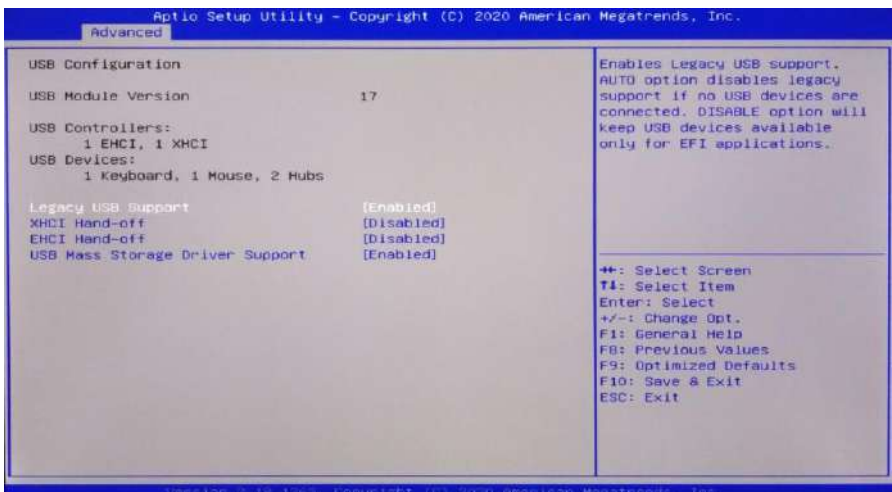 Aptio Setup Utility - Copyright (C) 2020 American Megatrends, Inc.
Advanced
USB Configuration
USB Module Version 17
USB Controllers:
1 EHCI, 1 XHCI
USB Devices:
1 Keyboard, 1 Mouse, 2 Hubs
Legacy USB Support [Enabled]
XHCI Hand-off [Disabled]
EHCI Hand-off [Disabled]
USB Mass Storage Driver Support [Enabled]
Enables Legacy USB support.
AUTO option disables legacy
support if no USB devices are
connected. DISABLE option will
keep USB devices available
only for EFI applications.
→←: Select Screen
↑↓: Select Item
Enter: Select
+/-: Change Opt.
F1: General Help
F8: Previous Values
F9: Optimized Defaults
F10: Save & Exit
ESC: Exit
Copyright (C) 2020 American Megatrends, Inc.